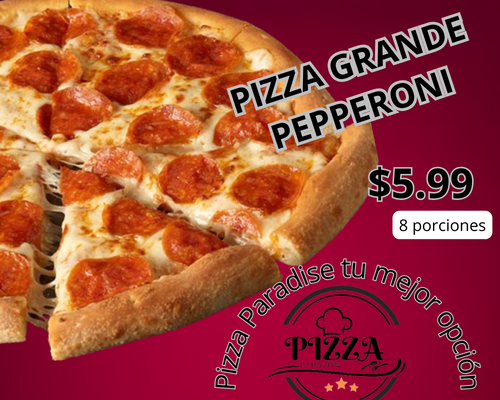 PIZZA GRANDE
PEPPERONI
$5.99
8 porciones
Pizza Paradise tu mejor opción
PIZZA